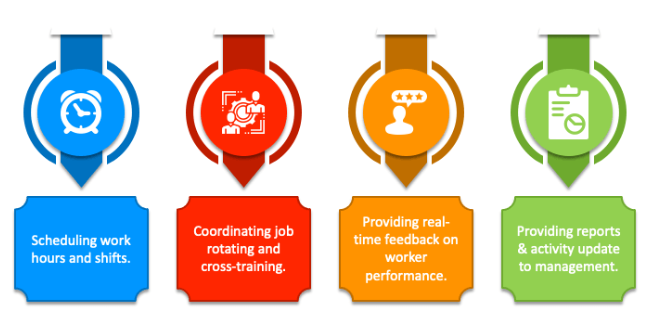 Scheduling work
hours and shifts.
Coordinating job
rotating and
cross-training.
Providing real-
time feedback on
worker
performance.
Providing reports
& activity update
to management.